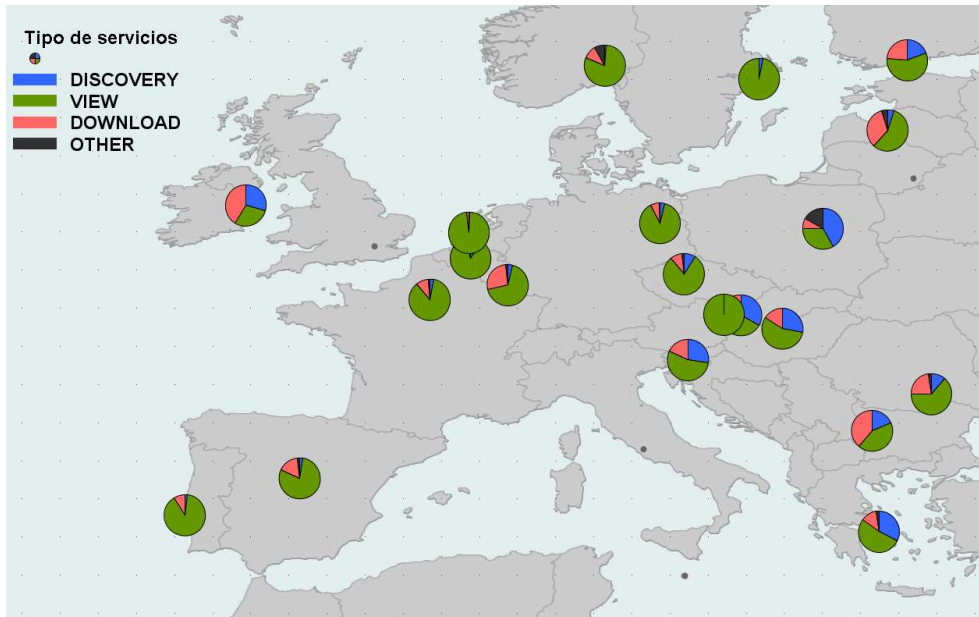 Tipo de servicios
DISCOVERY
VIEW
DOWNLOAD
OTHER